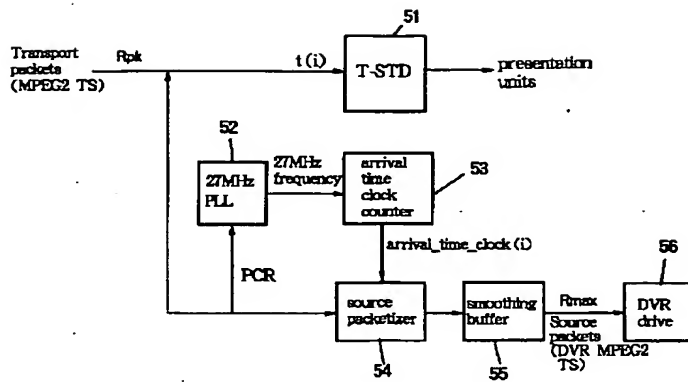 51
Transport
packets
(MPEG2 TS)
Rpk
t(i)
T-STD
presentation
units
52
27MHz
PLL
27MHz
frequency
arrival
time
clock
counter
53
arrival_time_clock(i)
PCR
source
packetizer
54
smoothing
buffer
55
Rmax
Source
packets
(DVR MPEG2
TS)
56
DVR
drive